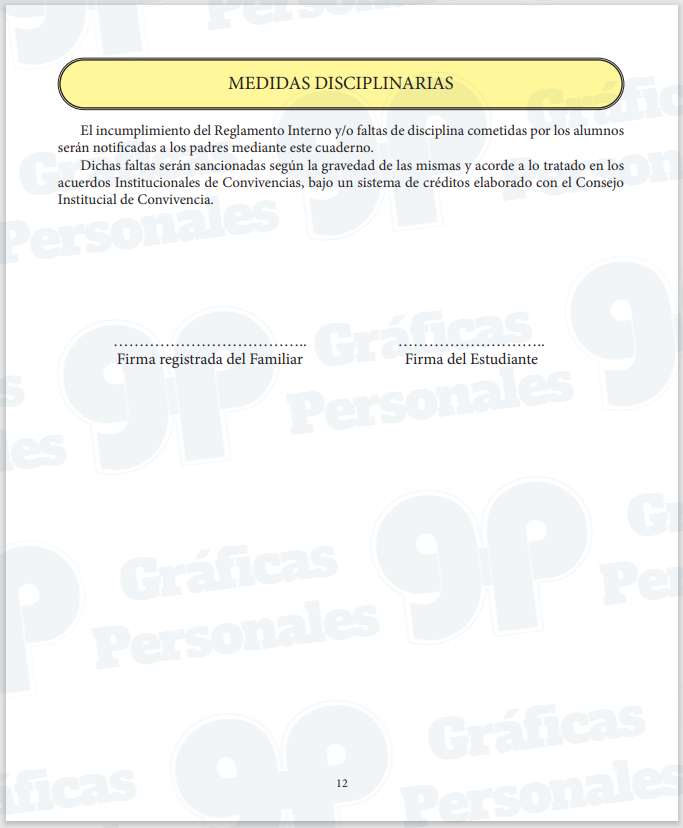 MEDIDAS DISCIPLINARIAS
El incumplimiento del Reglamento Interno y/o faltas de disciplina cometidas por los alumnos
serán notificadas a los padres mediante este cuaderno.
Dichas faltas serán sancionadas según la gravedad de las mismas y acorde a lo tratado en los
acuerdos Institucionales de Convivencias, bajo un sistema de créditos elaborado con el Consejo
Institucial de Convivencia.
……………………………….. ………………………..
Firma registrada del Familiar Firma del Estudiante
gp Gráficas
Personales
12